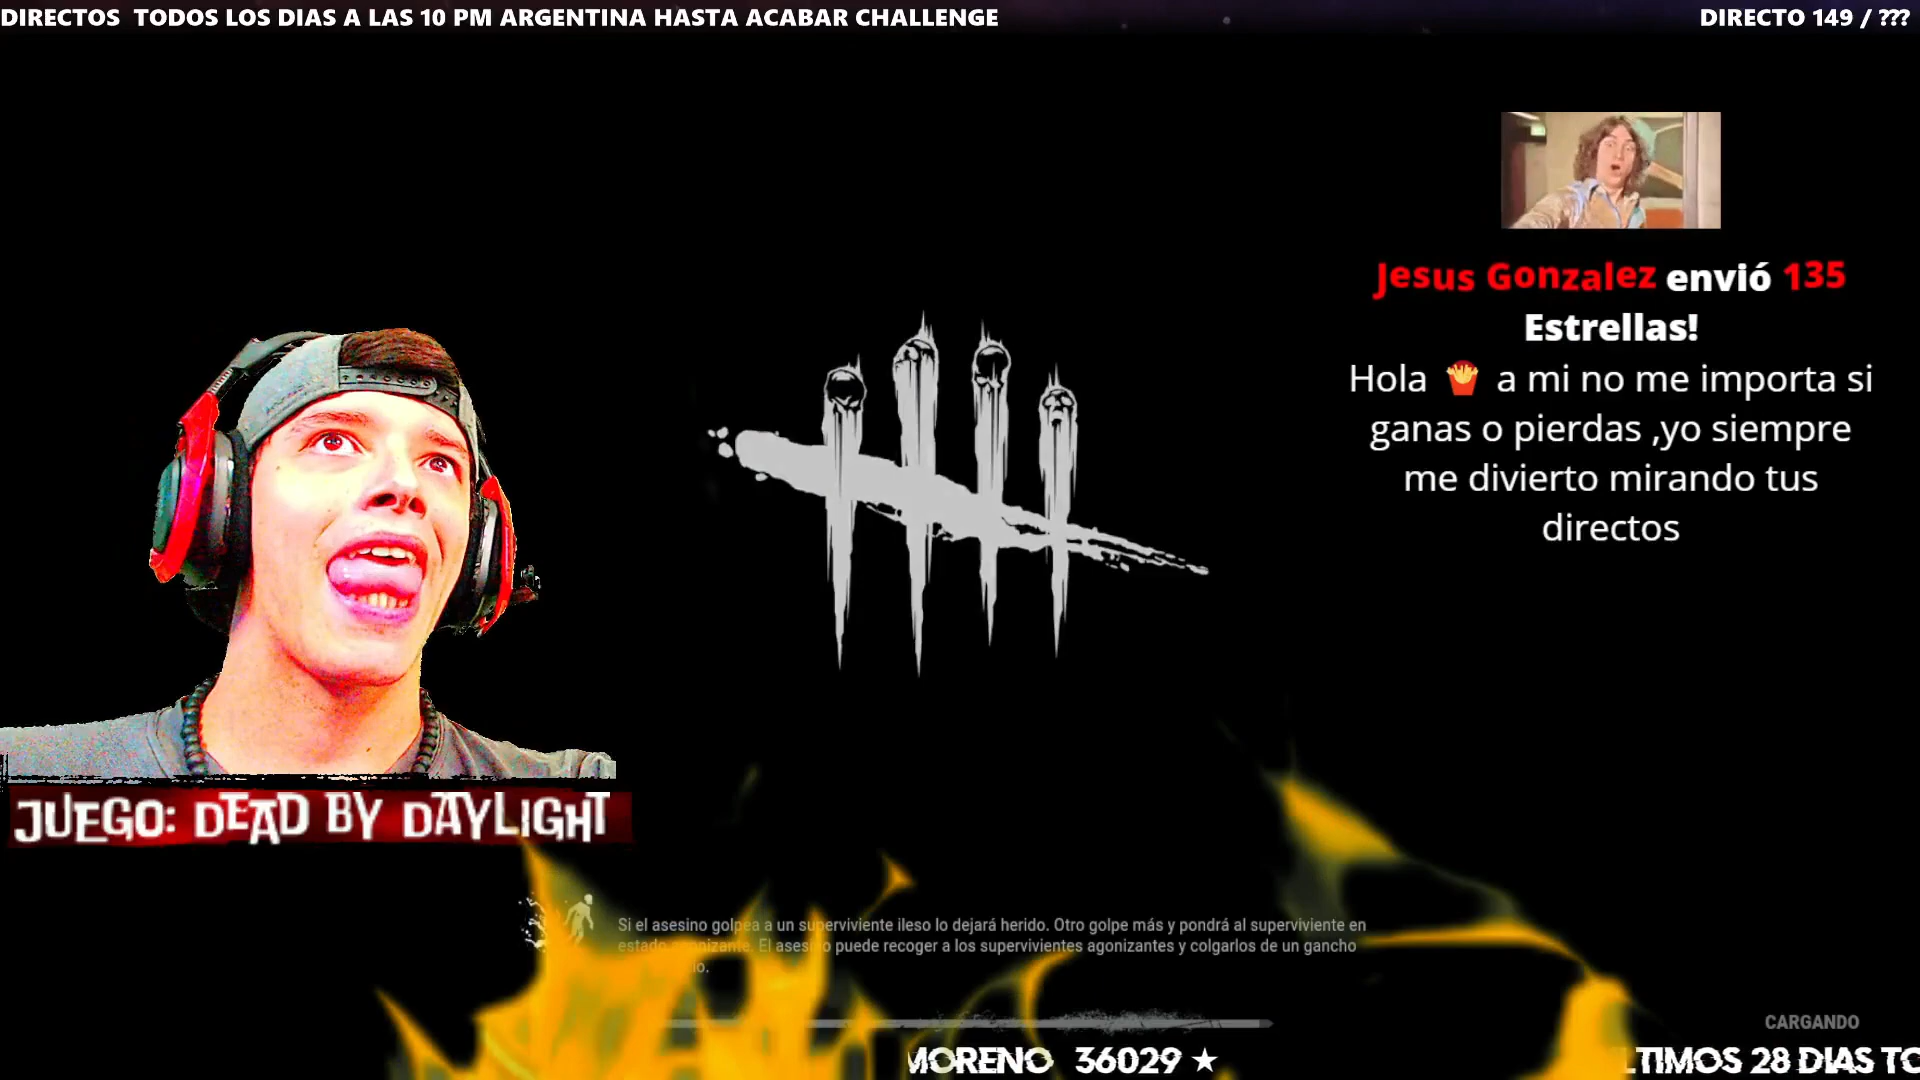 DIRECTOS TODOS LOS DIAS A LAS 10 PM ARGENTINA HASTA ACABAR CHALLENGE
DIRECTO 149 / ???
Jesus Gonzalez envió 135
Estrellas!
Hola 🍟 a mi no me importa si
ganas o pierdas ,yo siempre
me divierto mirando tus
directos
JUEGO: DEAD BY DAYLIGHT
Si el asesino golpea a un superviviente ileso lo dejará herido. Otro golpe más y pondrá al superviviente en
estado agonizante. El asesino puede recoger a los supervivientes agonizantes y colgarlos de un gancho
CARGANDO
MORENO 36029 ★
LTIMOS 28 DIAS TO